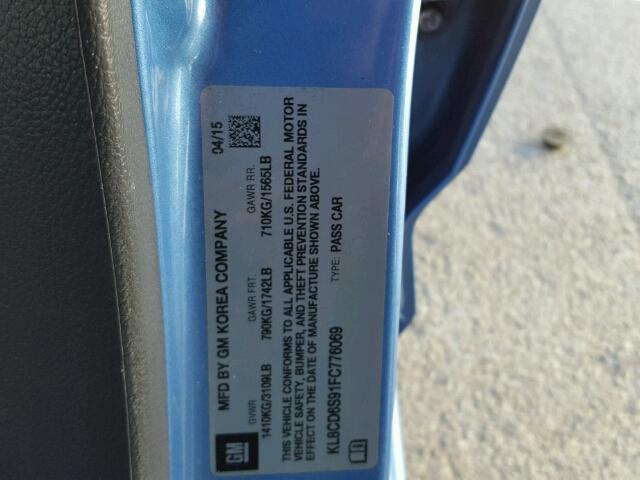 MFD BY GM KOREA COMPANY 04/15
GVWR GAWR FRT. GAWR RR.
1410KG/3109LB 790KG/1742LB 710KG/1565LB
THIS VEHICLE CONFORMS TO ALL APPLICABLE U.S. FEDERAL MOTOR
VEHICLE SAFETY, BUMPER, AND THEFT PREVENTION STANDARDS IN
EFFECT ON THE DATE OF MANUFACTURE SHOWN ABOVE.
KL8CD6S91FC776069 TYPE: PASS CAR
GM